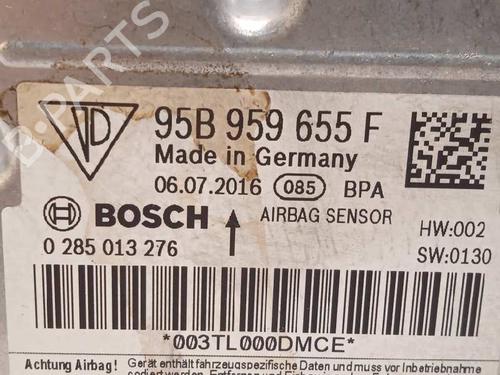 95B 959 655 F
Made in Germany
06.07.2016 085 BPA
BOSCH AIRBAG SENSOR HW:002
0 285 013 276 SW:0130
*003TL000DMCE*
Achtung Airbag! Gerät enthält fahrzeugspezifische Daten und muss vor Inbetriebnahme
B-PARTS